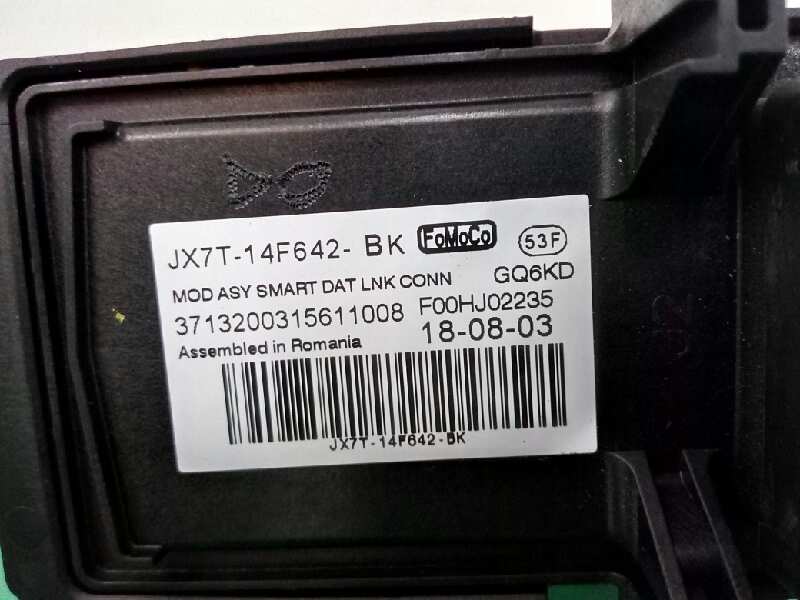 JX7T-14F642- BK FoMoCo 53F
MOD ASY SMART DAT LNK CONN GQ6KD
3713200315611008 F00HJ02235
Assembled in Romania 18-08-03
JX7T-14F642-BK